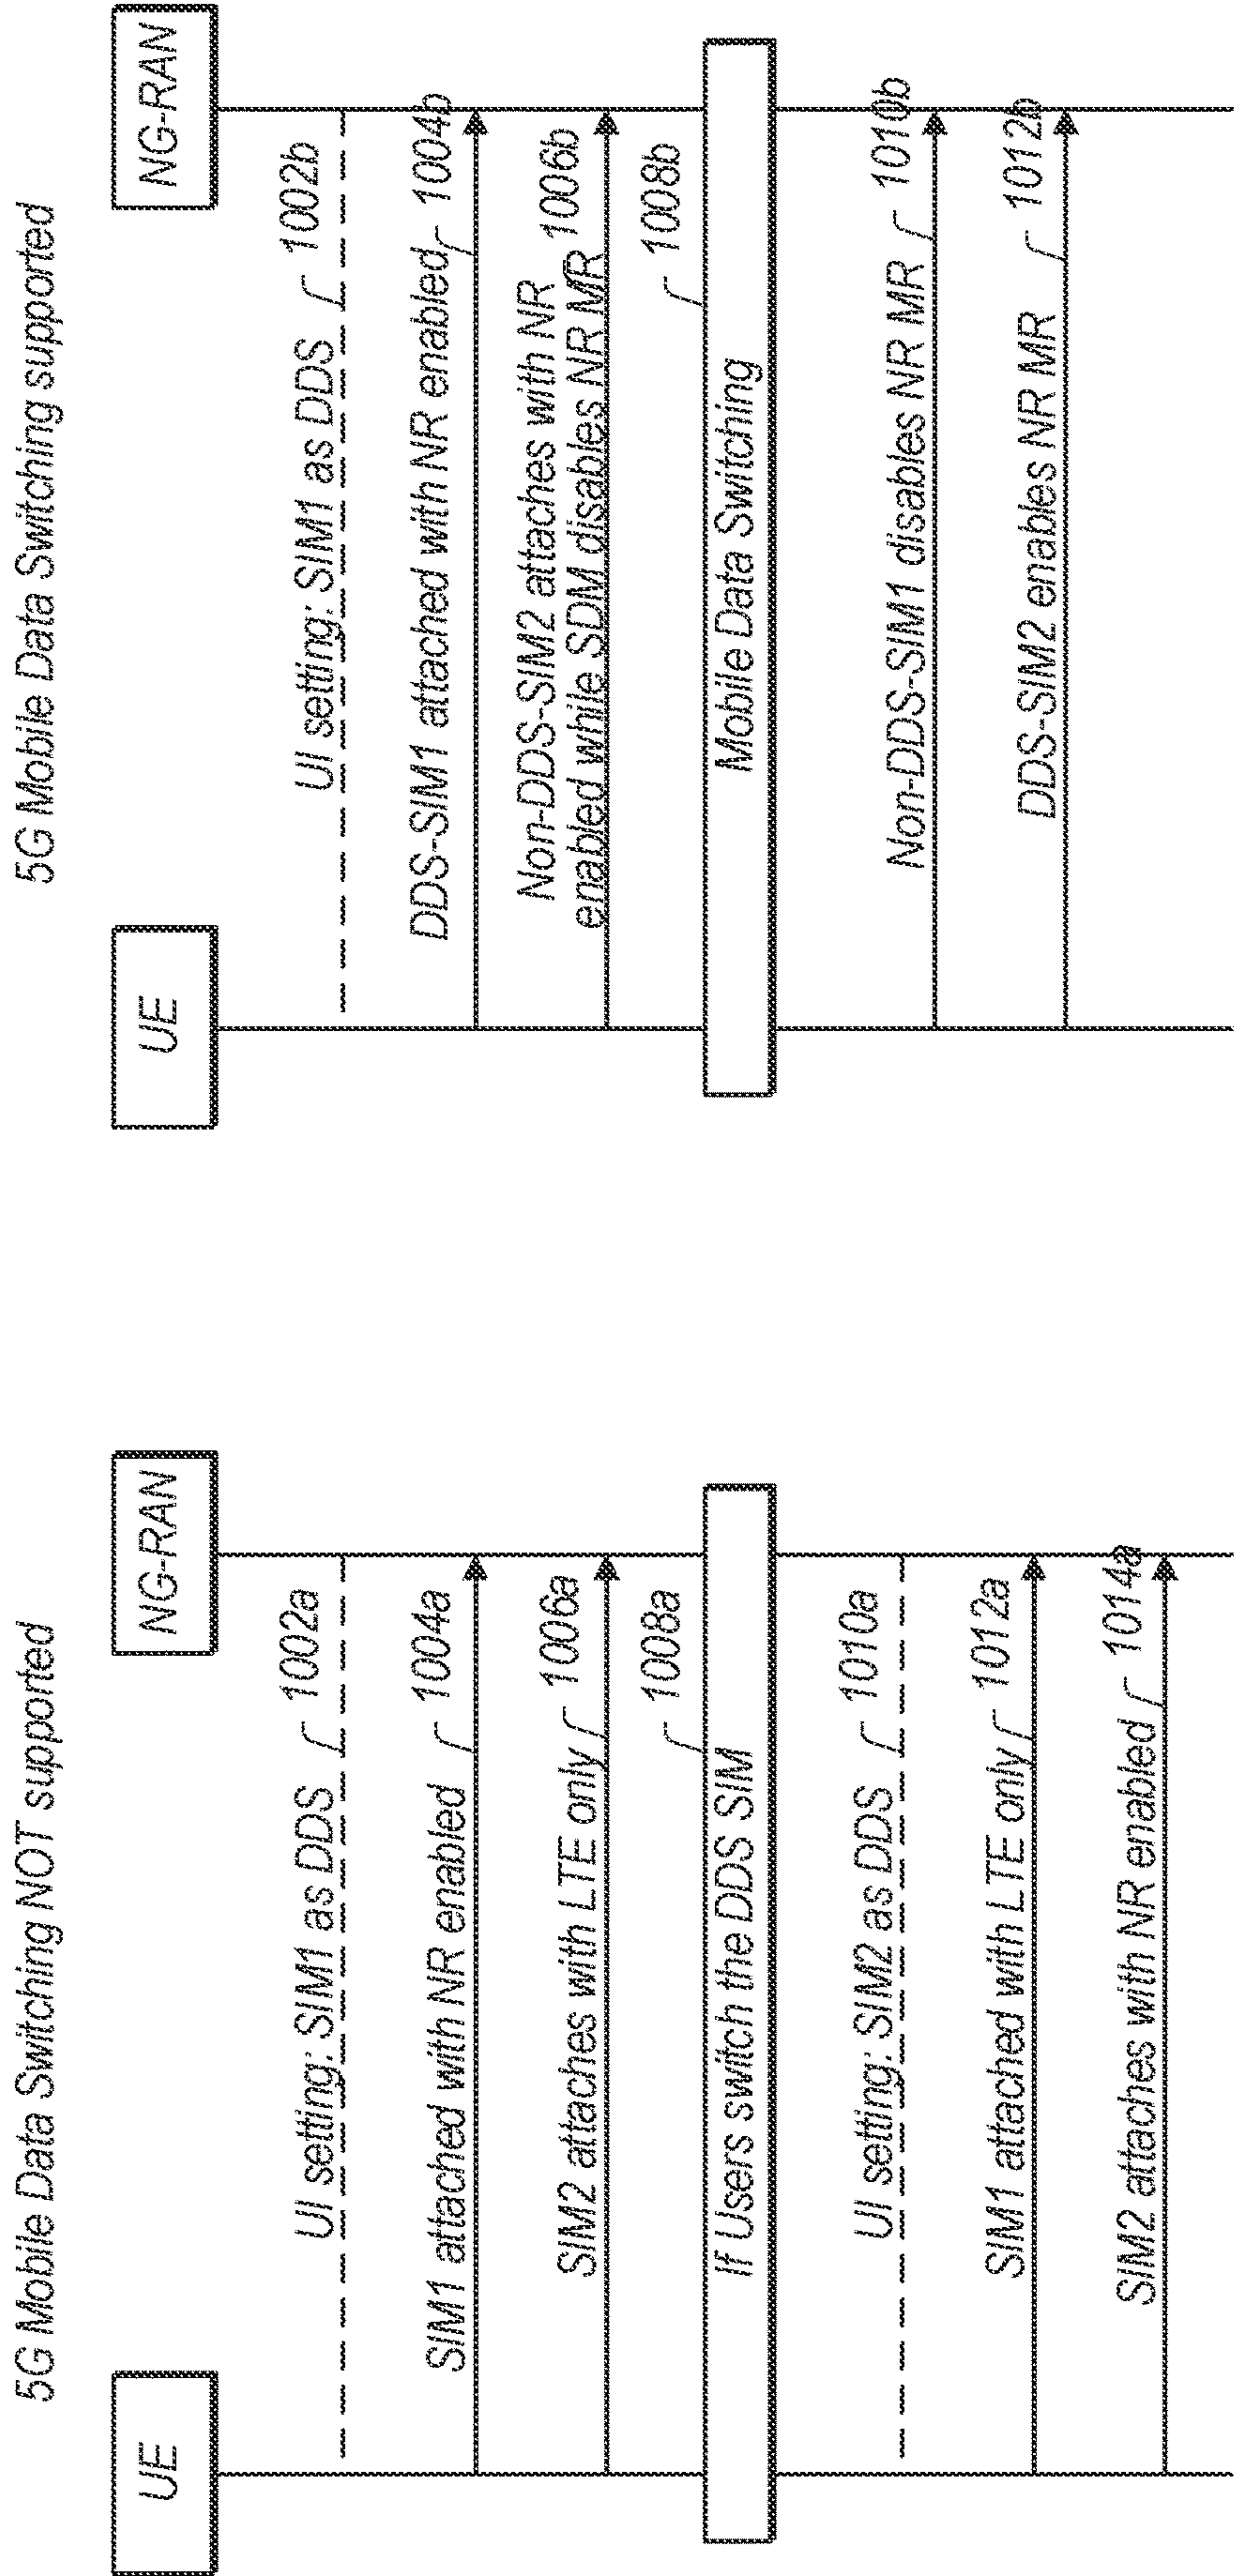 5G Mobile Data Switching NOT supported
UE
NG-RAN
UI setting: SIM1 as DDS
1002a
SIM1 attached with NR enabled
1004a
SIM2 attaches with LTE only
1006a
1008a
If Users switch the DDS SIM
UI setting: SIM2 as DDS
1010a
SIM1 attached with LTE only
1012a
SIM2 attaches with NR enabled
1014a
5G Mobile Data Switching supported
UE
NG-RAN
UI setting: SIM1 as DDS
1002b
DDS-SIM1 attached with NR enabled
1004b
Non-DDS-SIM2 attaches with NR
enabled while SDM disables NR MR
1006b
1008b
Mobile Data Switching
Non-DDS-SIM1 disables NR MR
1010b
DDS-SIM2 enables NR MR
1012b